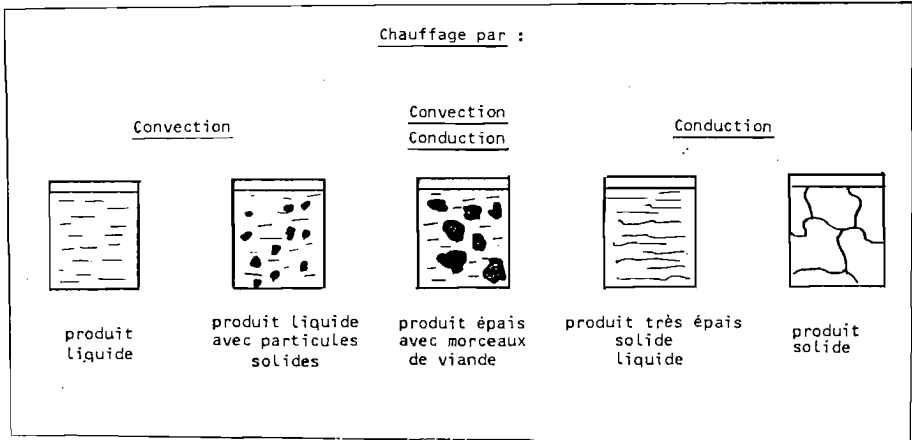 Chauffage par :
Convection
Convection
Conduction
Conduction
produit
liquide
produit liquide
avec particules
solides
produit épais
avec morceaux
de viande
produit très épais
solide
liquide
produit
solide